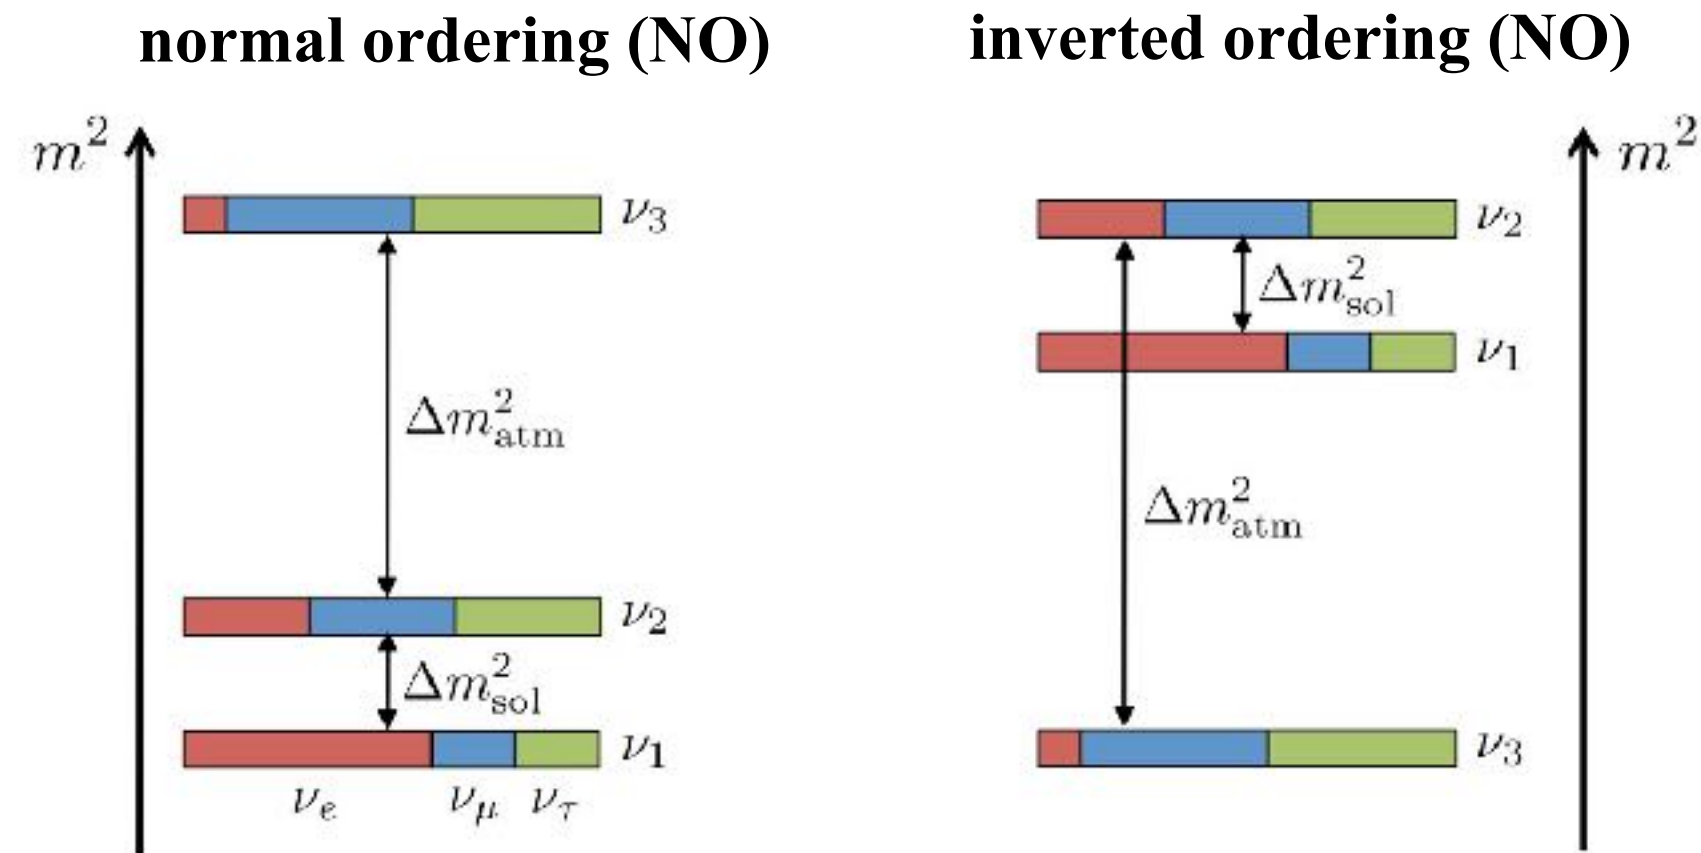 normal ordering (NO)
inverted ordering (NO)
m²
m²
ν₃
ν₂
Δm²sol
ν₁
Δm²atm
Δm²atm
ν₂
Δm²sol
ν₁
ν₃
νe
νμ
ντ